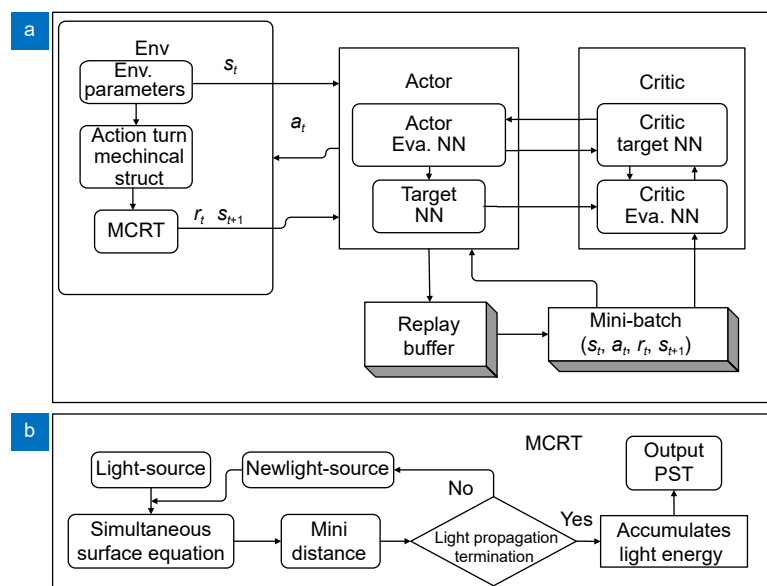 a
Env
Env.
parameters
Action turn
mechincal
struct
MCRT
sₜ
aₜ
rₜ sₜ₊₁
Actor
Actor
Eva. NN
Target
NN
Critic
Critic
target NN
Critic
Eva. NN
Replay
buffer
Mini-batch
(sₜ, aₜ, rₜ, sₜ₊₁)
b
MCRT
Light-source
Newlight-source
Simultaneous
surface equation
Mini
distance
Light propagation
termination
No
Yes
Accumulates
light energy
Output
PST